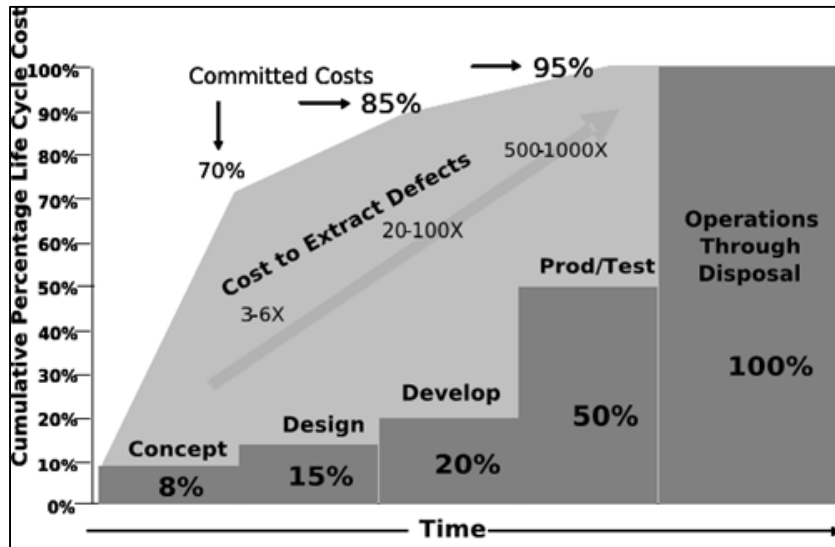 Cumulative Percentage Life Cycle Cost
100%
90%
80%
70%
60%
50%
40%
30%
20%
10%
0%
Committed Costs
70%
85%
95%
Cost to Extract Defects
3-6X
20-100X
500-1000X
Concept
8%
Design
15%
Develop
20%
Prod/Test
50%
Operations
Through
Disposal
100%
Time